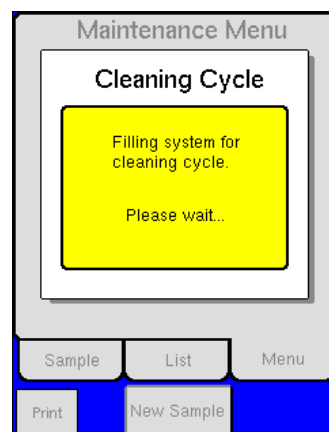 Maintenance Menu
Cleaning Cycle
Filling system for
cleaning cycle.
Please wait...
Sample
List
Menu
Print
New Sample